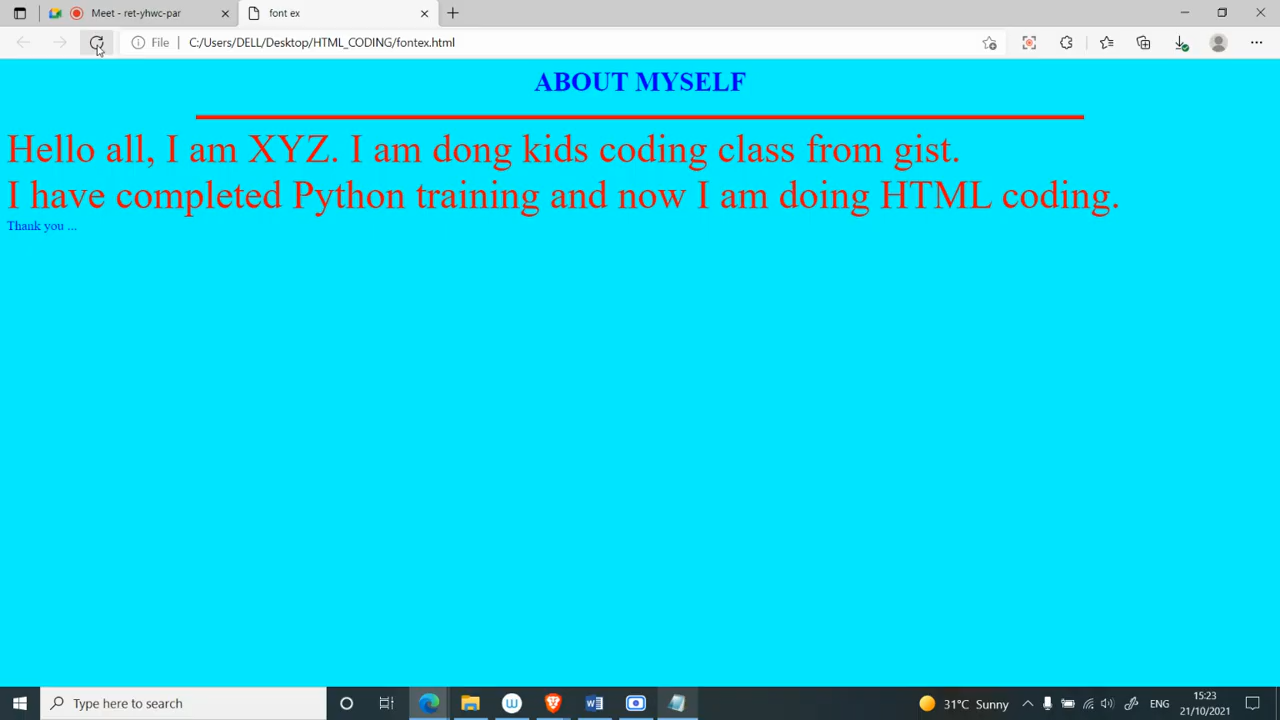 Meet - ret-yhwc-par
font ex
File
C:/Users/DELL/Desktop/HTML_CODING/fontex.html
ABOUT MYSELF
Hello all, I am XYZ. I am dong kids coding class from gist.
I have completed Python training and now I am doing HTML coding.
Thank you ...
Type here to search
31°C Sunny
ENG
15:23
21/10/2021